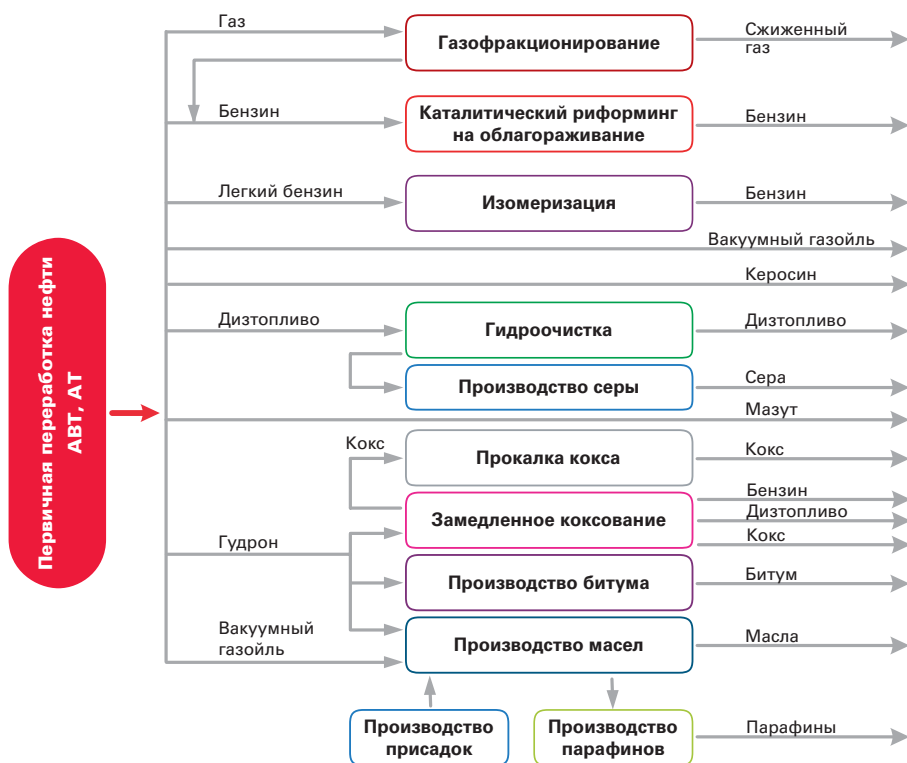 Газ
Газофракционирование
Сжиженный
газ
Бензин
Каталитический риформинг
на облагораживание
Бензин
Легкий бензин
Изомеризация
Бензин
Вакуумный газойль
Керосин
Первичная переработка нефти
АВТ, АТ
Дизтопливо
Гидроочистка
Дизтопливо
Производство серы
Сера
Мазут
Кокс
Прокалка кокса
Кокс
Замедленное коксование
Бензин
Дизтопливо
Кокс
Гудрон
Производство битума
Битум
Вакуумный
газойль
Производство масел
Масла
Производство
присадок
Производство
парафинов
Парафины